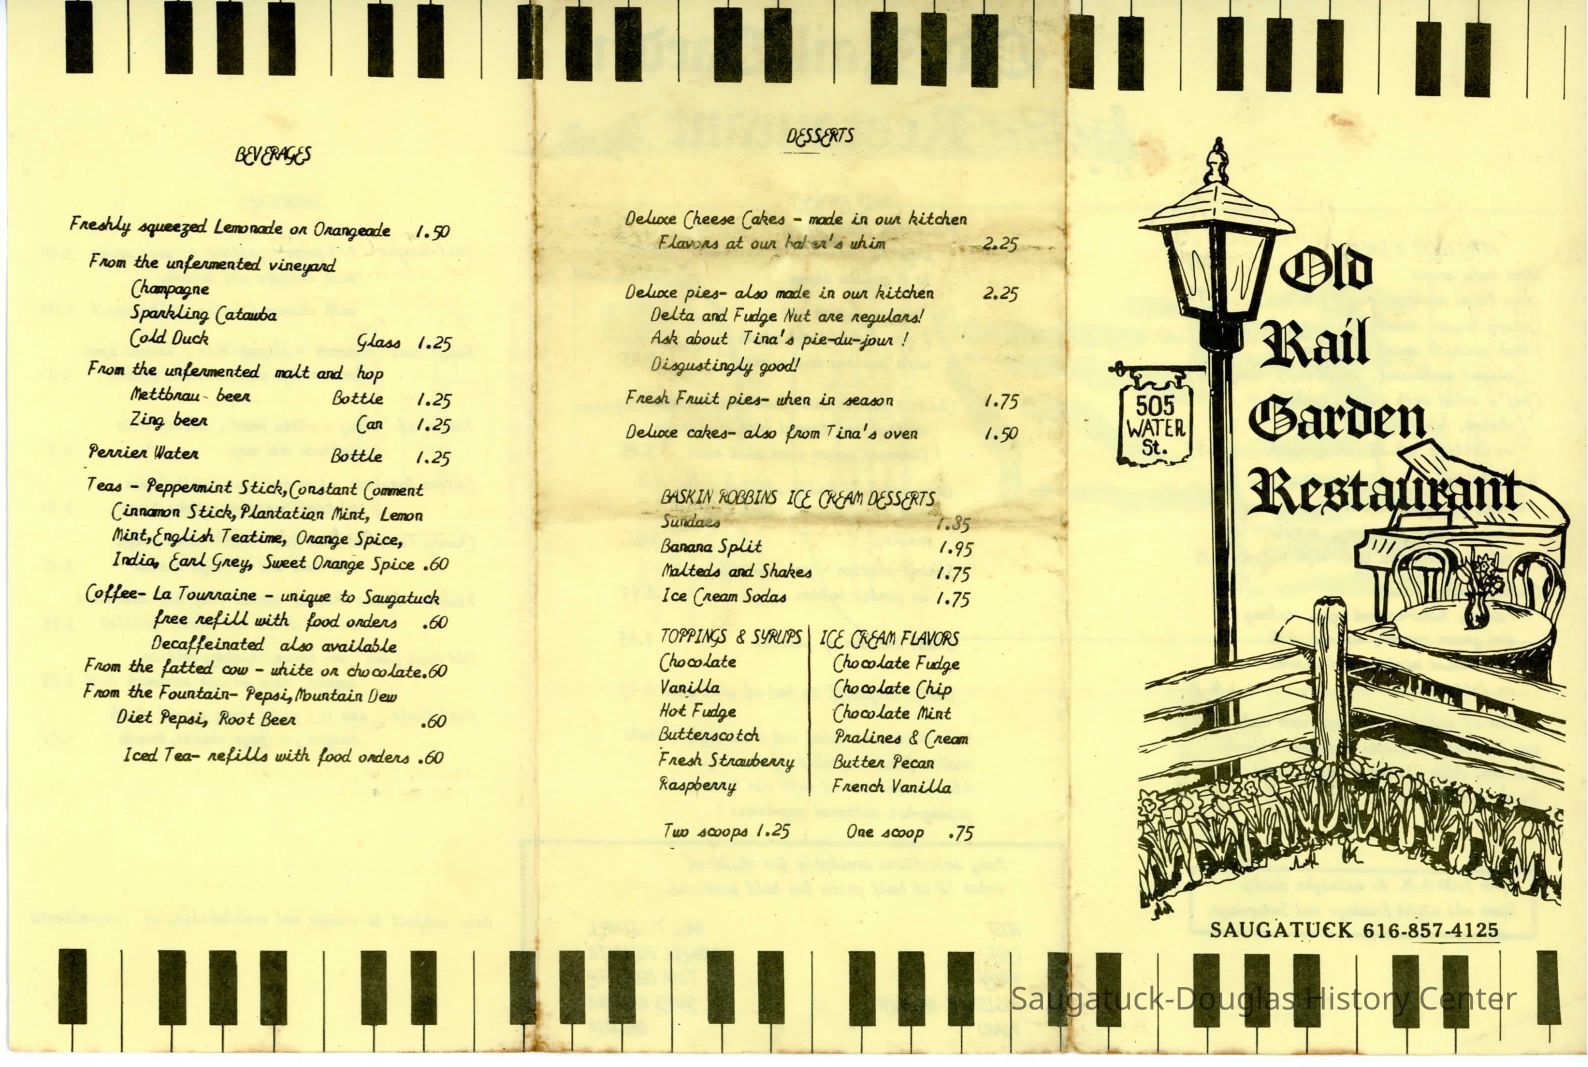 BEVERAGES
Freshly squeezed Lemonade or Orangeade 1.50
From the unfermented vineyard
Champagne
Sparkling Catawba
Cold Duck Glass 1.25
From the unfermented malt and hop
Mettbrau- beer Bottle 1.25
Zing beer Can 1.25
Perrier Water Bottle 1.25
Teas - Peppermint Stick, Constant Comment
Cinnamon Stick, Plantation Mint, Lemon
Mint, English Teatime, Orange Spice,
India, Earl Grey, Sweet Orange Spice .60
Coffee- La Tourraine - unique to Saugatuck
free refill with food orders .60
Decaffeinated also available
From the fatted cow - white or chocolate .60
From the Fountain- Pepsi, Mountain Dew
Diet Pepsi, Root Beer .60
Iced Tea- refills with food orders .60
DESSERTS
Deluxe Cheese Cakes - made in our kitchen
Flavors at our baker's whim 2.25
Deluxe pies- also made in our kitchen 2.25
Delta and Fudge Nut are regulars!
Ask about Tina's pie-du-jour !
Disgustingly good!
Fresh Fruit pies- when in season 1.75
Deluxe cakes- also from Tina's oven 1.50
BASKIN ROBBINS ICE CREAM DESSERTS
Sundaes 1.85
Banana Split 1.95
Malteds and Shakes 1.75
Ice Cream Sodas 1.75
TOPPINGS & SYRUPS
Chocolate
Vanilla
Hot Fudge
Butterscotch
Fresh Strawberry
Raspberry
ICE CREAM FLAVORS
Chocolate Fudge
Chocolate Chip
Chocolate Mint
Pralines & Cream
Butter Pecan
French Vanilla
Two scoops 1.25 One scoop .75
Old
Rail
Garden
Restaurant
505
WATER
St.
SAUGATUCK 616-857-4125
Saugatuck-Douglas History Center